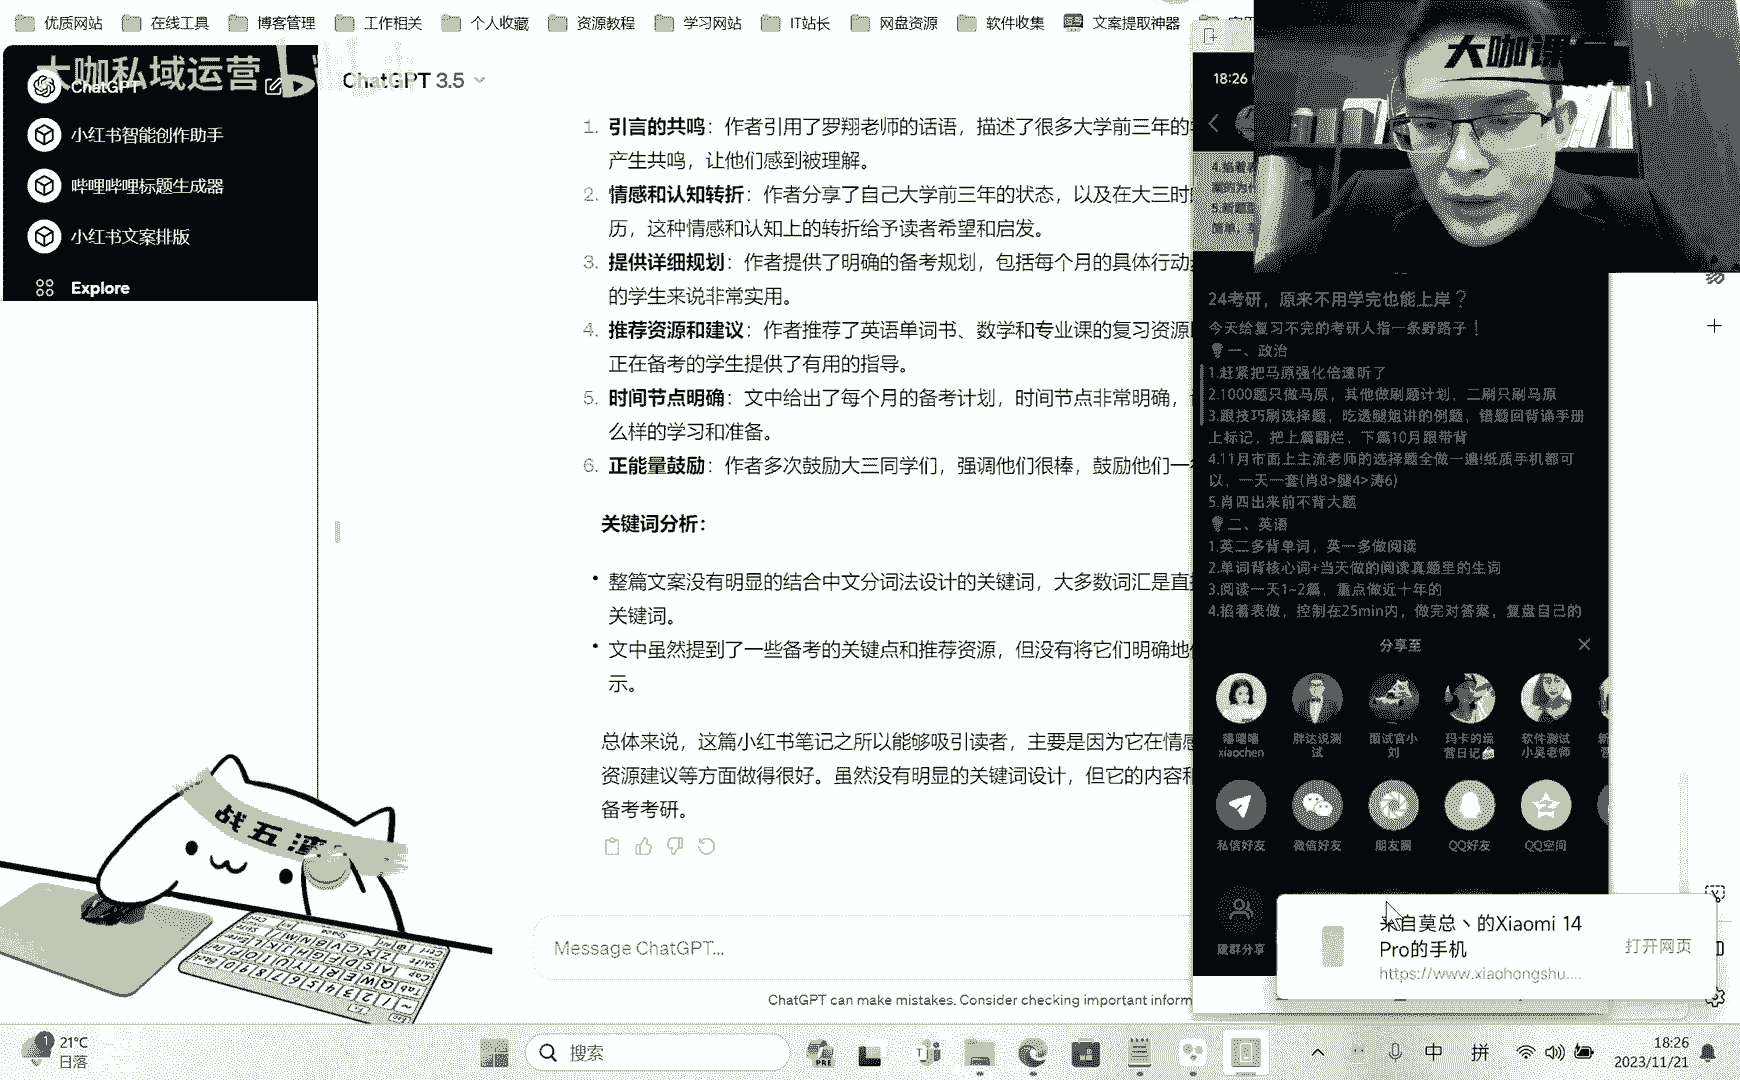 优质网站
在线工具
博客管理
工作相关
个人收藏
资源教程
学习网站
IT站长
网盘资源
软件收集
文案提取神器
大咖私域运营
ChatGPT
小红书智能创作助手
哔哩哔哩标题生成器
小红书文案排版
Explore
ChatGPT 3.5
1. 引言的共鸣：作者引用了罗翔老师的话语，描述了很多大学前三年的
产生共鸣，让他们感到被理解。
2. 情感和认知转折：作者分享了自己大学前三年的状态，以及在大三时
历，这种情感和认知上的转折给予读者希望和启发。
3. 提供详细规划：作者提供了明确的备考规划，包括每个月的具体行动
的学生来说非常实用。
4. 推荐资源和建议：作者推荐了英语单词书、数学和专业课的复习资源
正在备考的学生提供了有用的指导。
5. 时间节点明确：文中给出了每个月的备考计划，时间节点非常明确，
么样的学习和准备。
6. 正能量鼓励：作者多次鼓励大三同学们，强调他们很棒，鼓励他们一
关键词分析：
• 整篇文案没有明显的结合中文分词法设计的关键词，大多数词汇是直
关键词。
• 文中虽然提到了一些备考的关键点和推荐资源，但没有将它们明确地
示。
总体来说，这篇小红书笔记之所以能够吸引读者，主要是因为它在情
资源建议等方面做得很好。虽然没有明显的关键词设计，但它的内容和
备考考研。
Message ChatGPT...
ChatGPT can make mistakes. Consider checking important inform
大咖课
18:26
24考研，原来不用学完也能上岸？
今天给复习不完的考研人指一条野路子！
一、政治
1.赶紧把马原强化倍速听了
2.1000题只做马原，其他做刷题计划，二刷只刷马原
3.跟技巧刷选择题，吃透腿姐讲的例题，错题回背诵手册
上标记，把上篇翻烂，下篇10月跟带背
4.11月市面上主流老师的选择题全做一遍!纸质手机都可
以，一天一套(肖8>腿4>涛6)
5.肖四出来前不背大题
二、英语
1.英二多背单词，英一多做阅读
2.单词背核心词+当天做的阅读真题里的生词
3.阅读一天1~2篇，重点做近十年的
4.掐着表做，控制在25min内，做完对答案，复盘自己的
分享至
嘻嘻嘻
xiaochen
胖达说测
试
面试官小
刘
玛卡的运
营日记
软件测试
小吴老师
私信好友
微信好友
朋友圈
QQ好友
QQ空间
建群分享
来自莫总丶的Xiaomi 14
Pro的手机
https://www.xiaohongshu....
打开网页
战五渣
1
21°C
日落
搜索
中
拼
18:26
2023/11/21